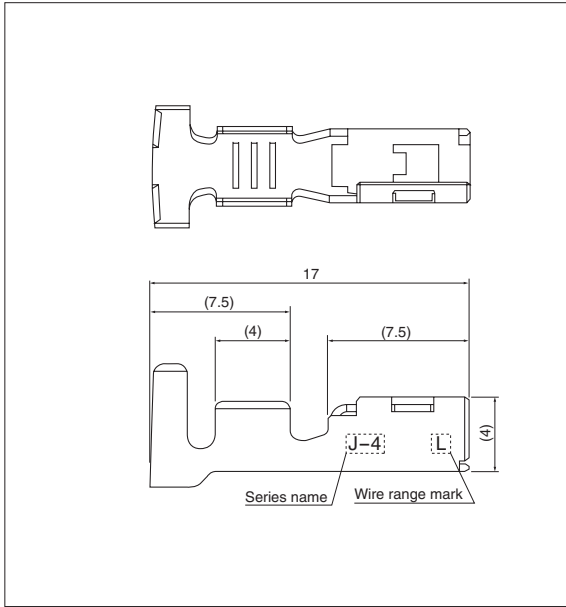 17
(7.5)
(4)
(7.5)
(4)
J-4
L
Series name
Wire range mark